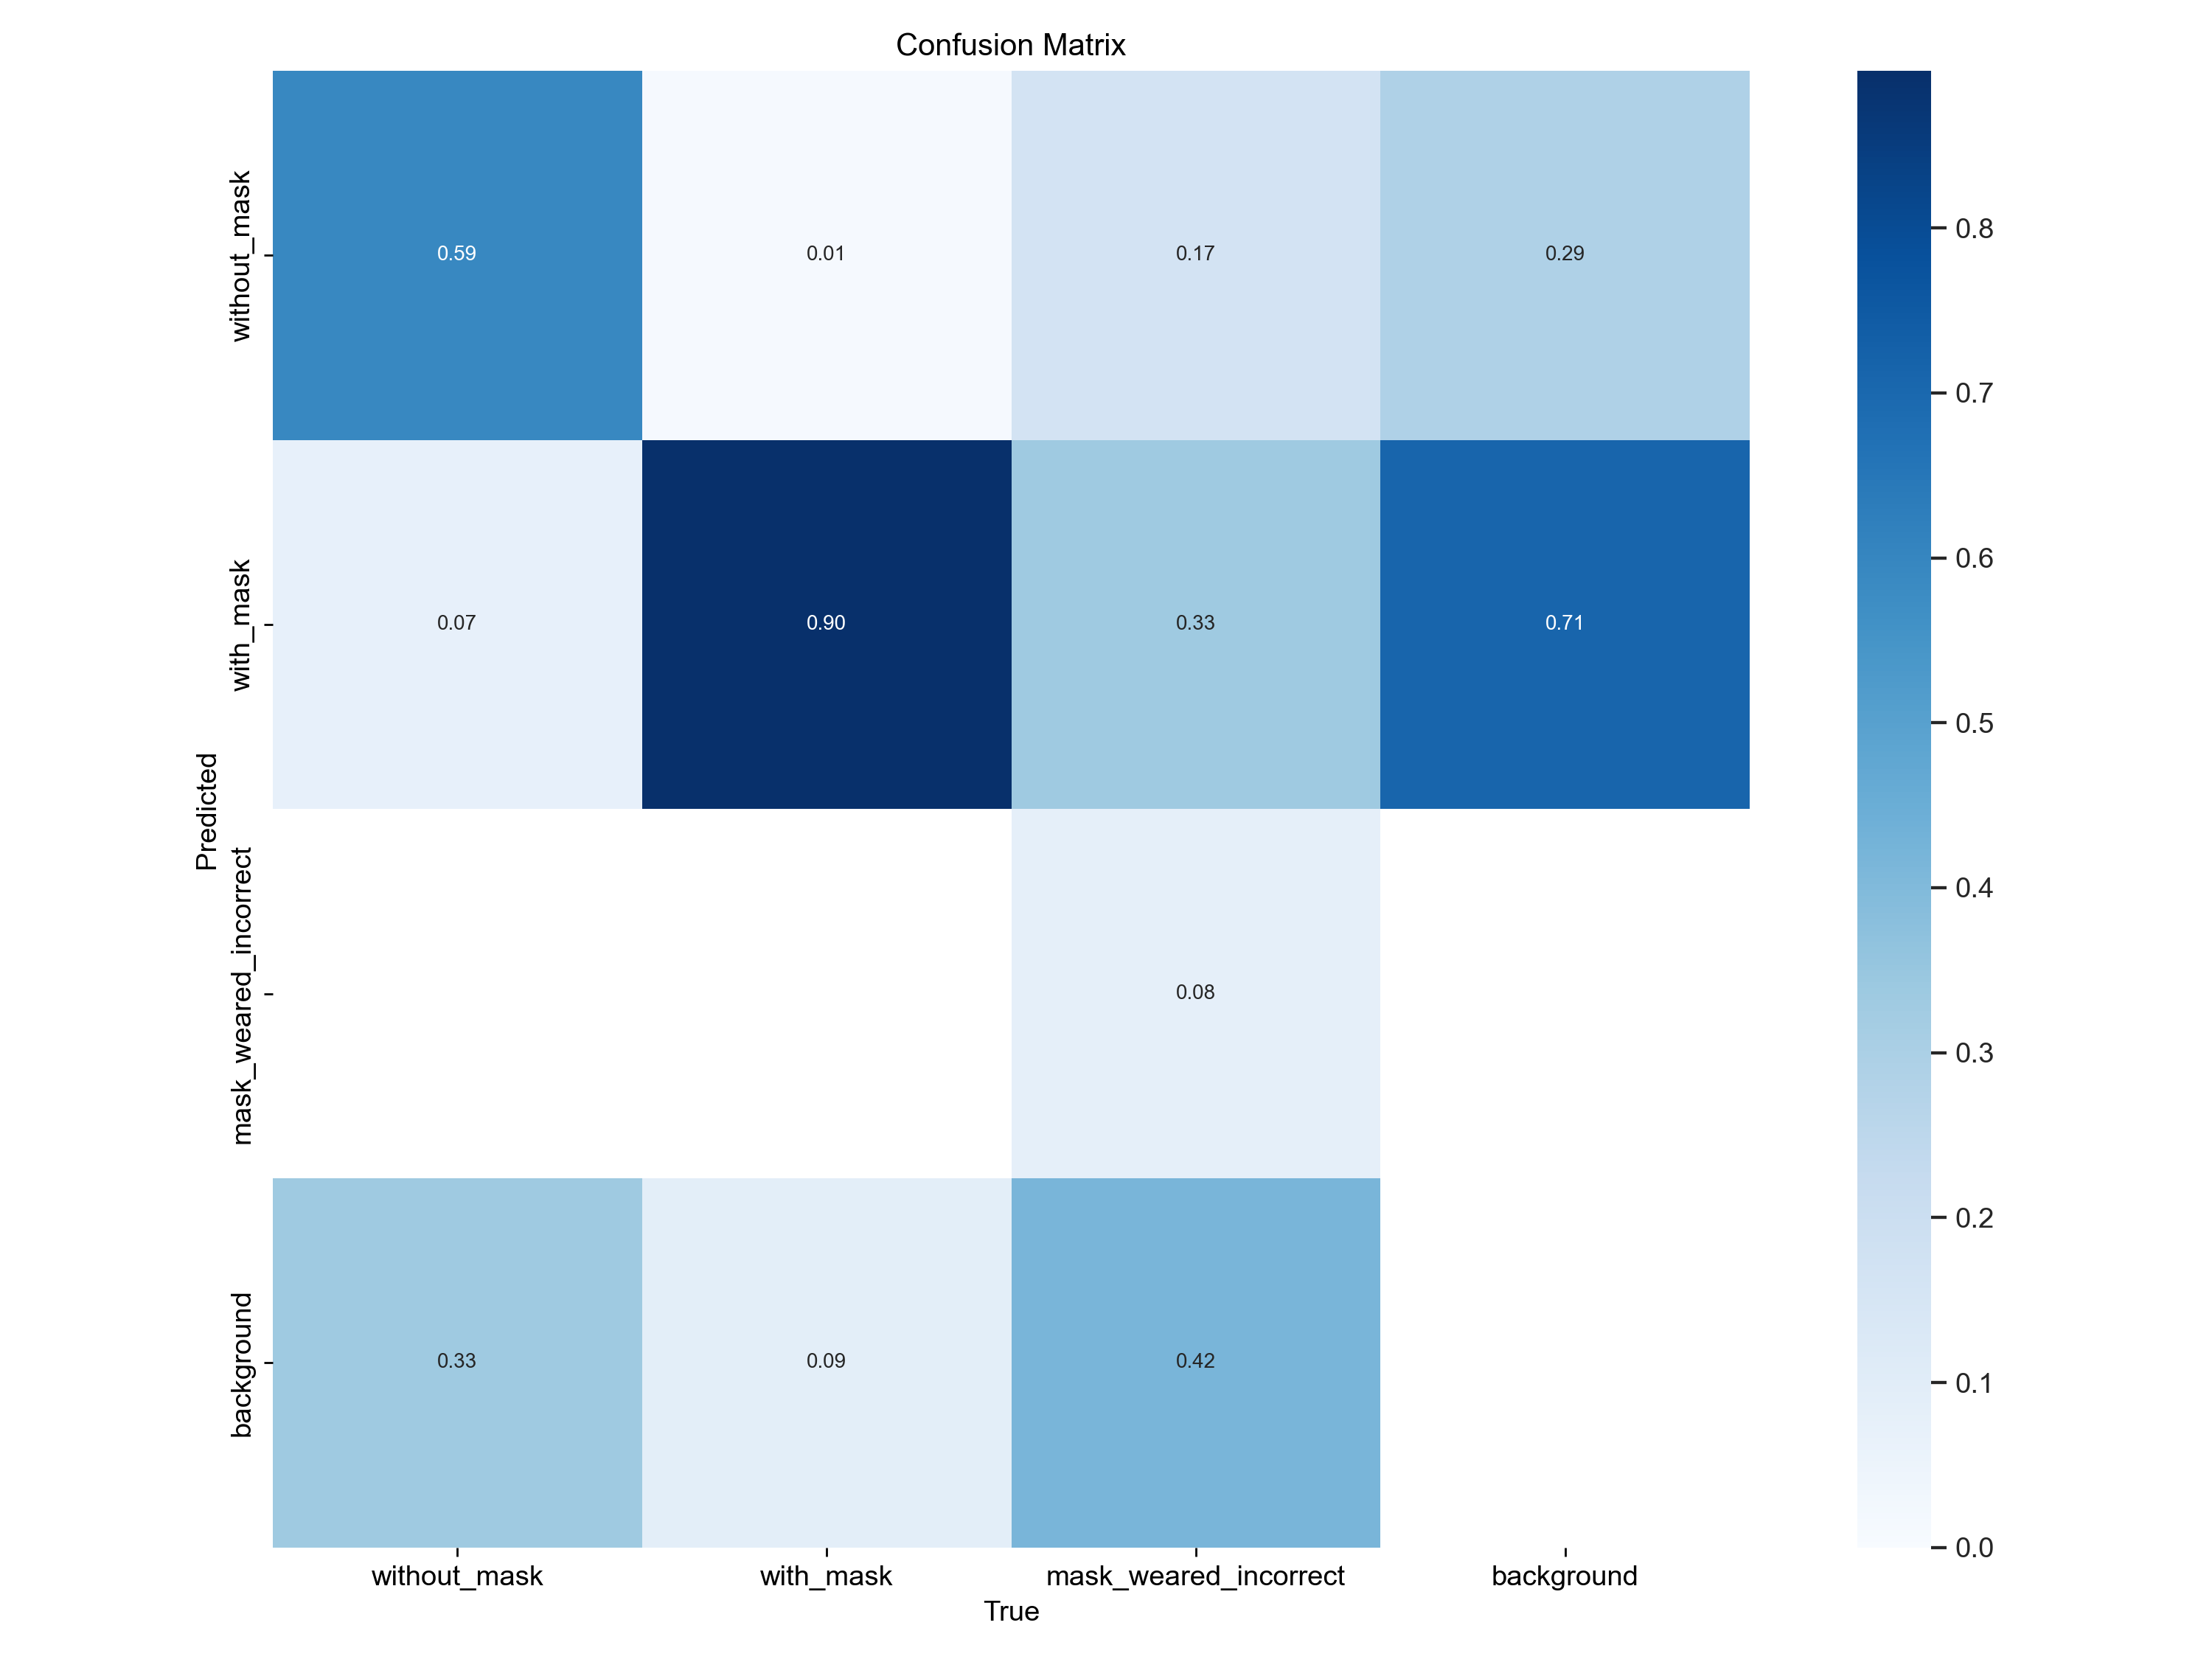 Confusion Matrix
without_mask
0.59
0.01
0.17
0.29
with_mask
0.07
0.90
0.33
0.71
Predicted
mask_weared_incorrect
0.08
background
0.33
0.09
0.42
without_mask
with_mask
mask_weared_incorrect
background
True
0.8
0.7
0.6
0.5
0.4
0.3
0.2
0.1
0.0